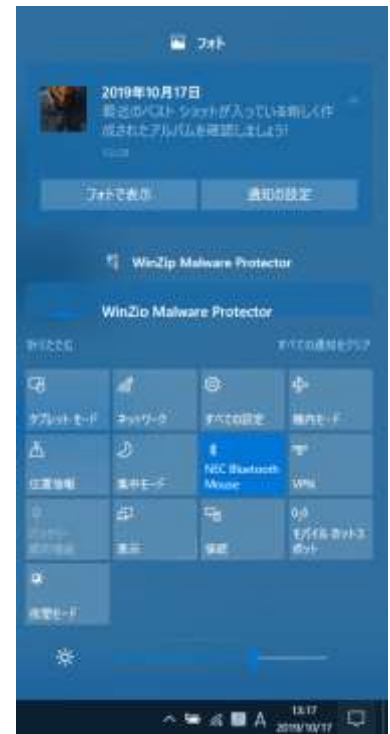 フォト
2019年10月17日
最近のベスト ショットが入っている新しく作
成されたアルバムを確認しましょう!
フォトで表示
通知の設定
WinZip Malware Protector
WinZip Malware Protector
折りたたむ
すべての通知をクリア
タブレット モード
ネットワーク
すべての設定
機内モード
位置情報
集中モード
NEC Bluetooth
Mouse
VPN
表示
接続
モバイル ホットス
ポット
夜間モード
A
13:17
2019/10/17